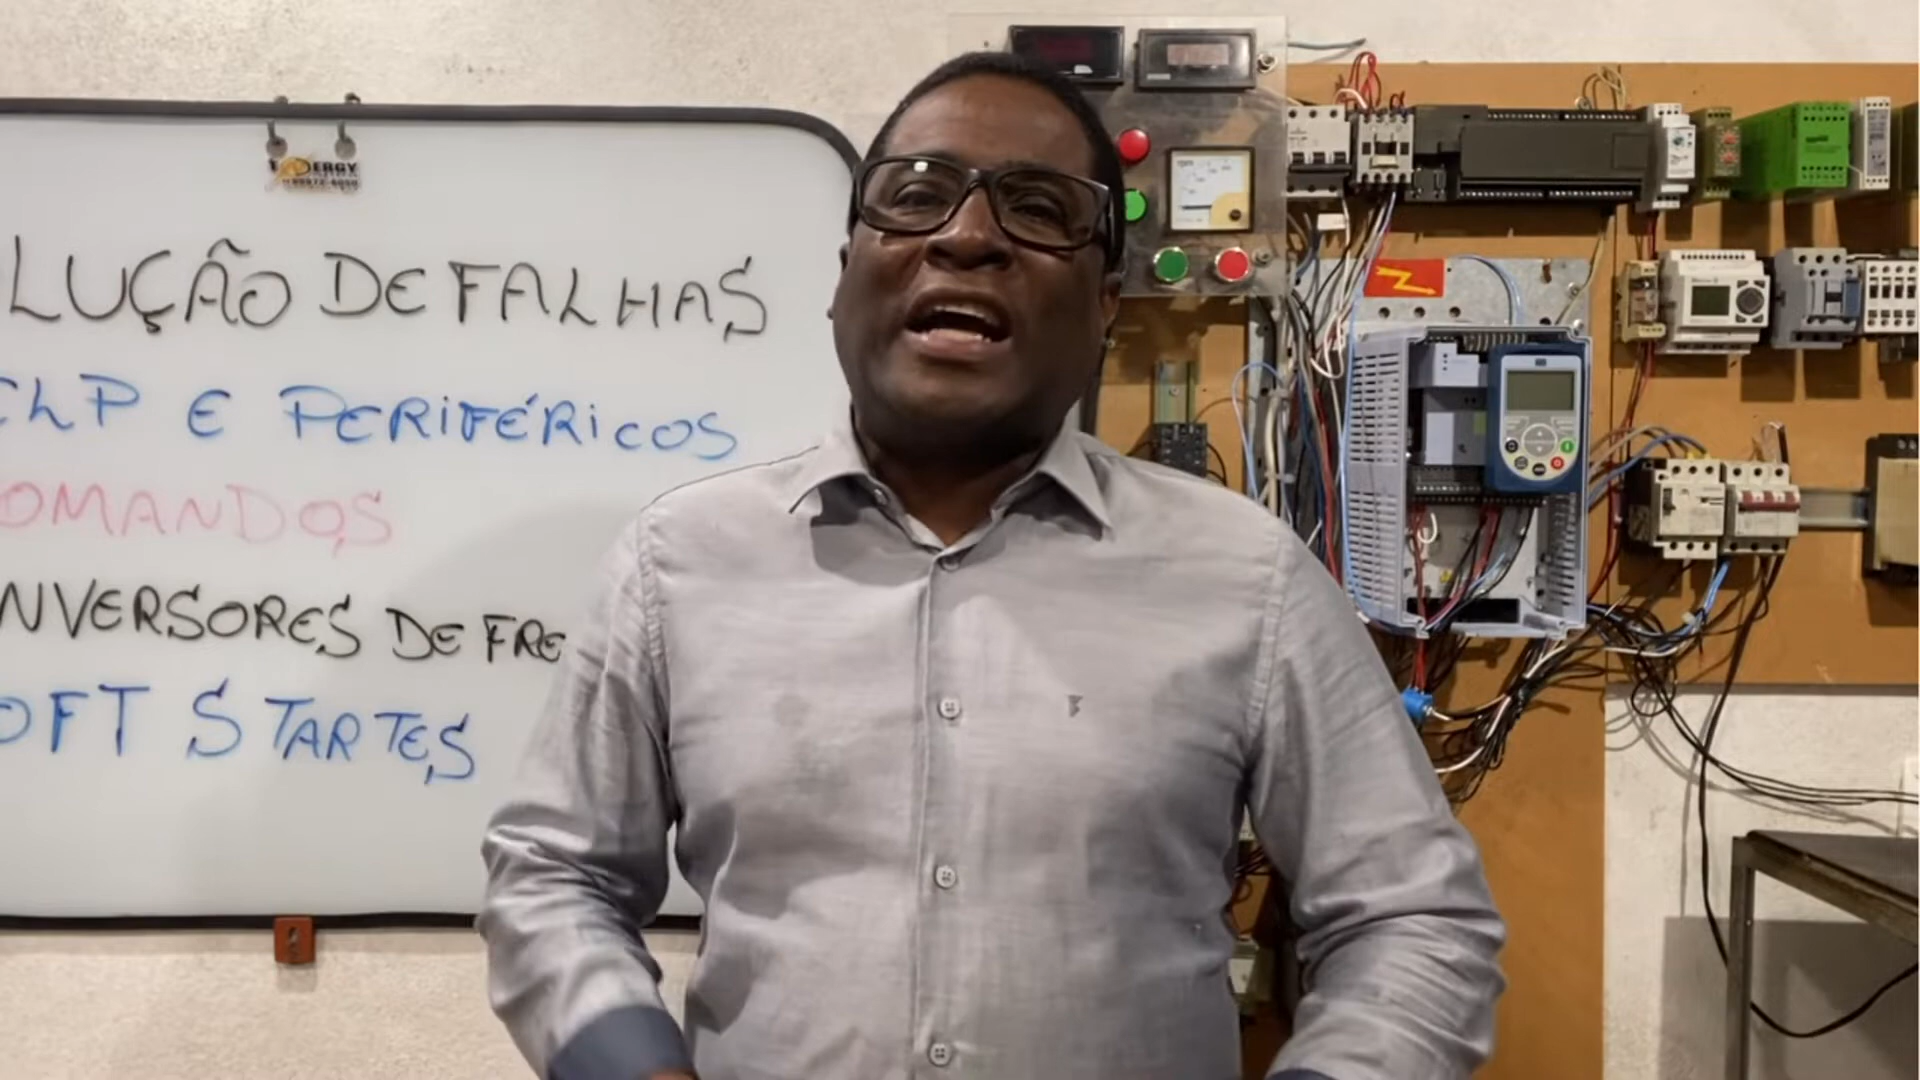 LUÇÃO DE FALHAS
CLP E PERIFÉRICOS
OMANDOS
NVERSORES DE FRE
OFT STARTES